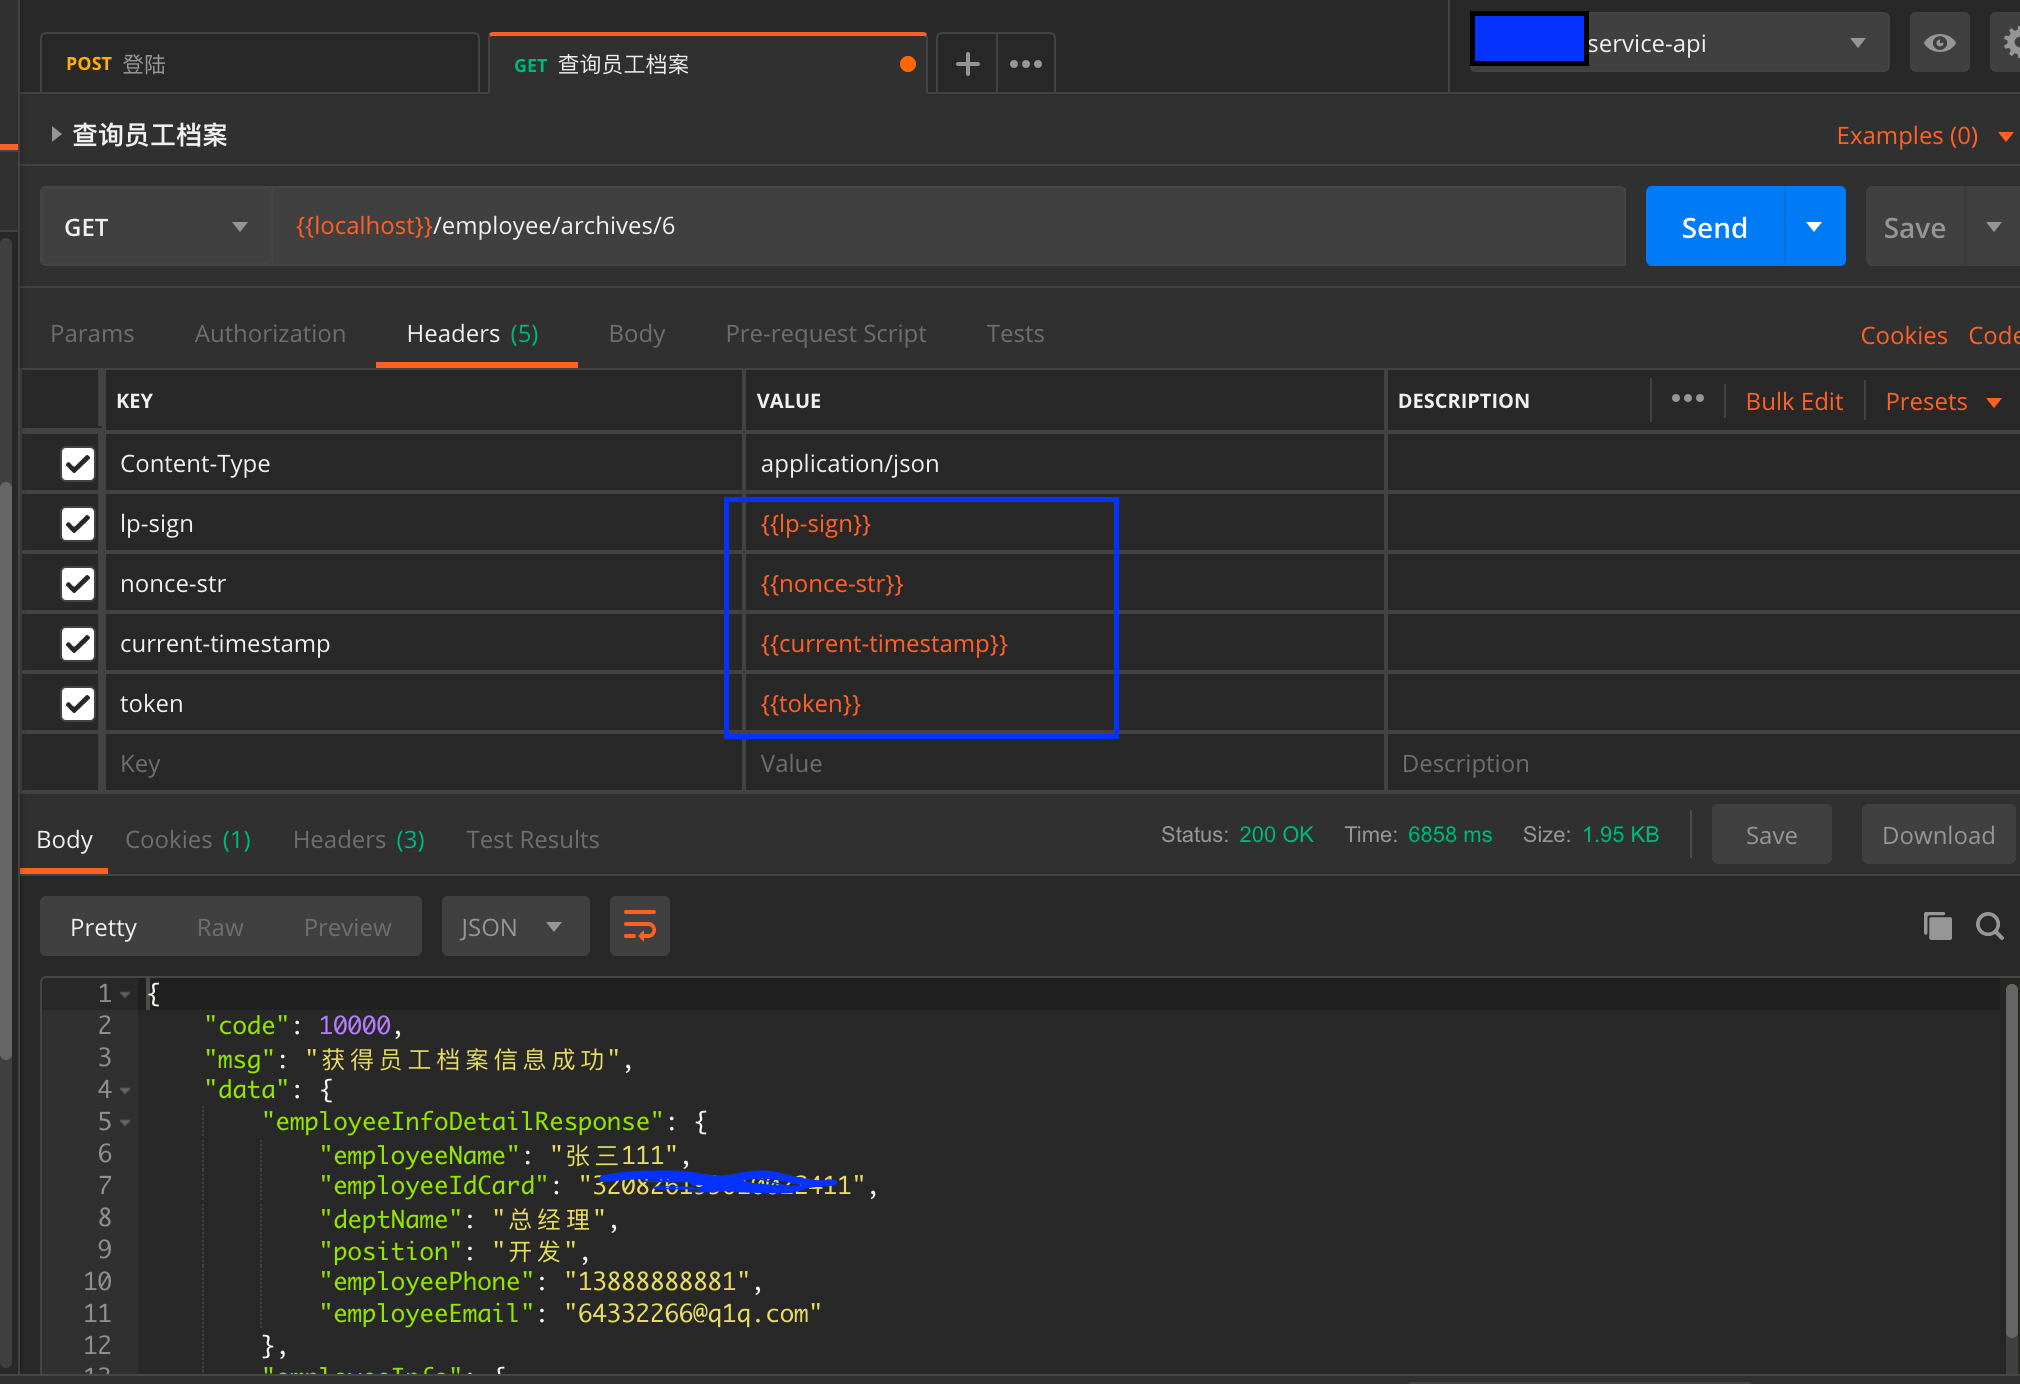 POST 登陆
GET 查询员工档案
service-api
查询员工档案
Examples (0)
GET
{{localhost}}/employee/archives/6
Send
Save
Params Authorization Headers (5) Body Pre-request Script Tests
Cookies Code
KEY VALUE DESCRIPTION
Bulk Edit Presets
Content-Type application/json
lp-sign {{lp-sign}}
nonce-str {{nonce-str}}
current-timestamp {{current-timestamp}}
token {{token}}
Key Value Description
Body Cookies (1) Headers (3) Test Results
Status: 200 OK Time: 6858 ms Size: 1.95 KB
Save Download
Pretty Raw Preview
JSON
1 {
2 "code": 10000,
3 "msg": "获得员工档案信息成功",
4 "data": {
5 "employeeInfoDetailResponse": {
6 "employeeName": "张三111",
7 "employeeIdCard":
8 "deptName": "总经理",
9 "position": "开发",
10 "employeePhone": "13888888881",
11 "employeeEmail": "64332266@q1q.com"
12 },
13 "employeeInfo": {